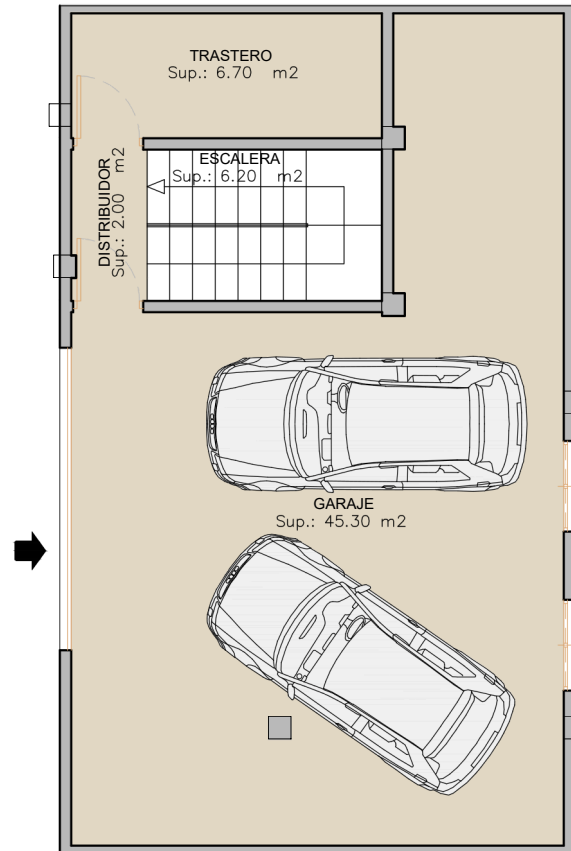 TRASTERO
Sup.: 6.70 m2
ESCALERA
Sup.: 6.20 m2
DISTRIBUIDOR
Sup.: 2.00 m2
GARAJE
Sup.: 45.30 m2